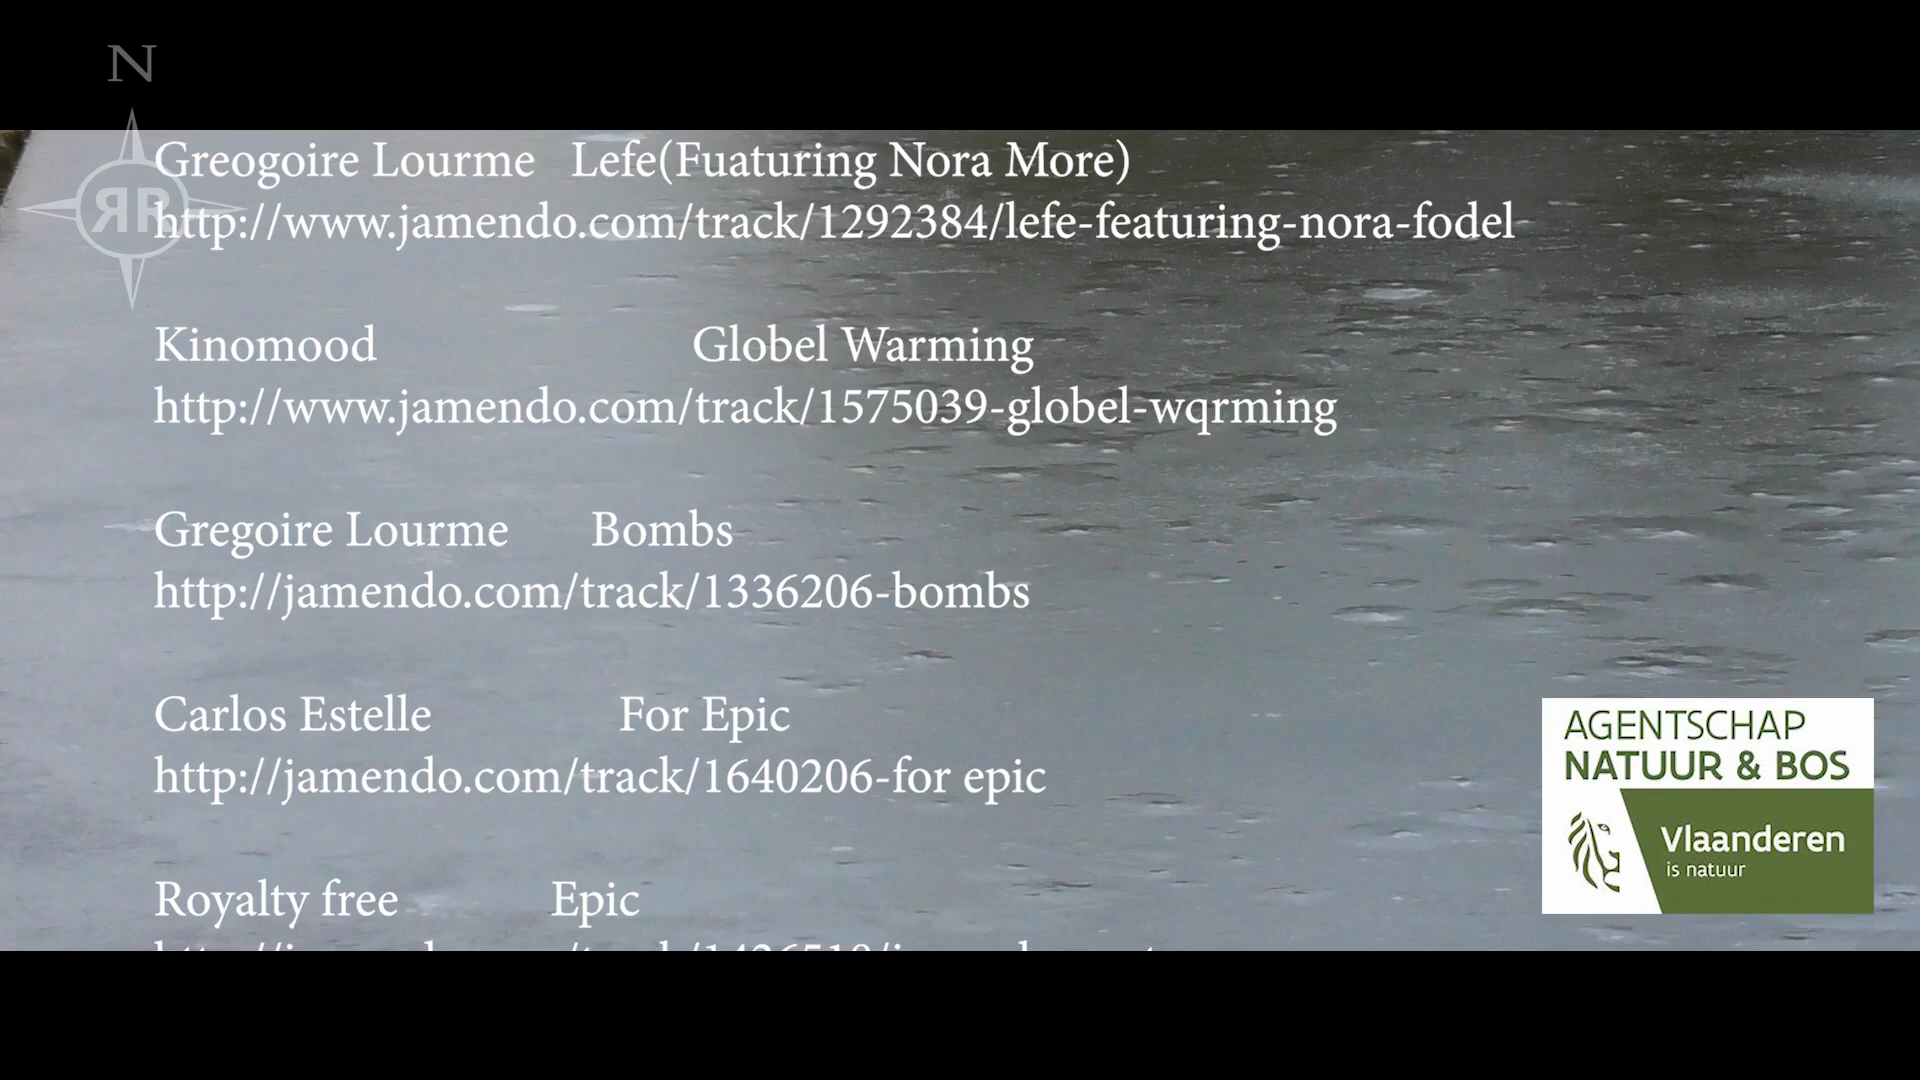 N
ЯR
Greogoire Lourme Lefe(Fuaturing Nora More)
http://www.jamendo.com/track/1292384/lefe-featuring-nora-fodel
Kinomood Globel Warming
http://www.jamendo.com/track/1575039-globel-wqrming
Gregoire Lourme Bombs
http://jamendo.com/track/1336206-bombs
Carlos Estelle For Epic
http://jamendo.com/track/1640206-for epic
Royalty free Epic
AGENTSCHAP
NATUUR & BOS
Vlaanderen
is natuur